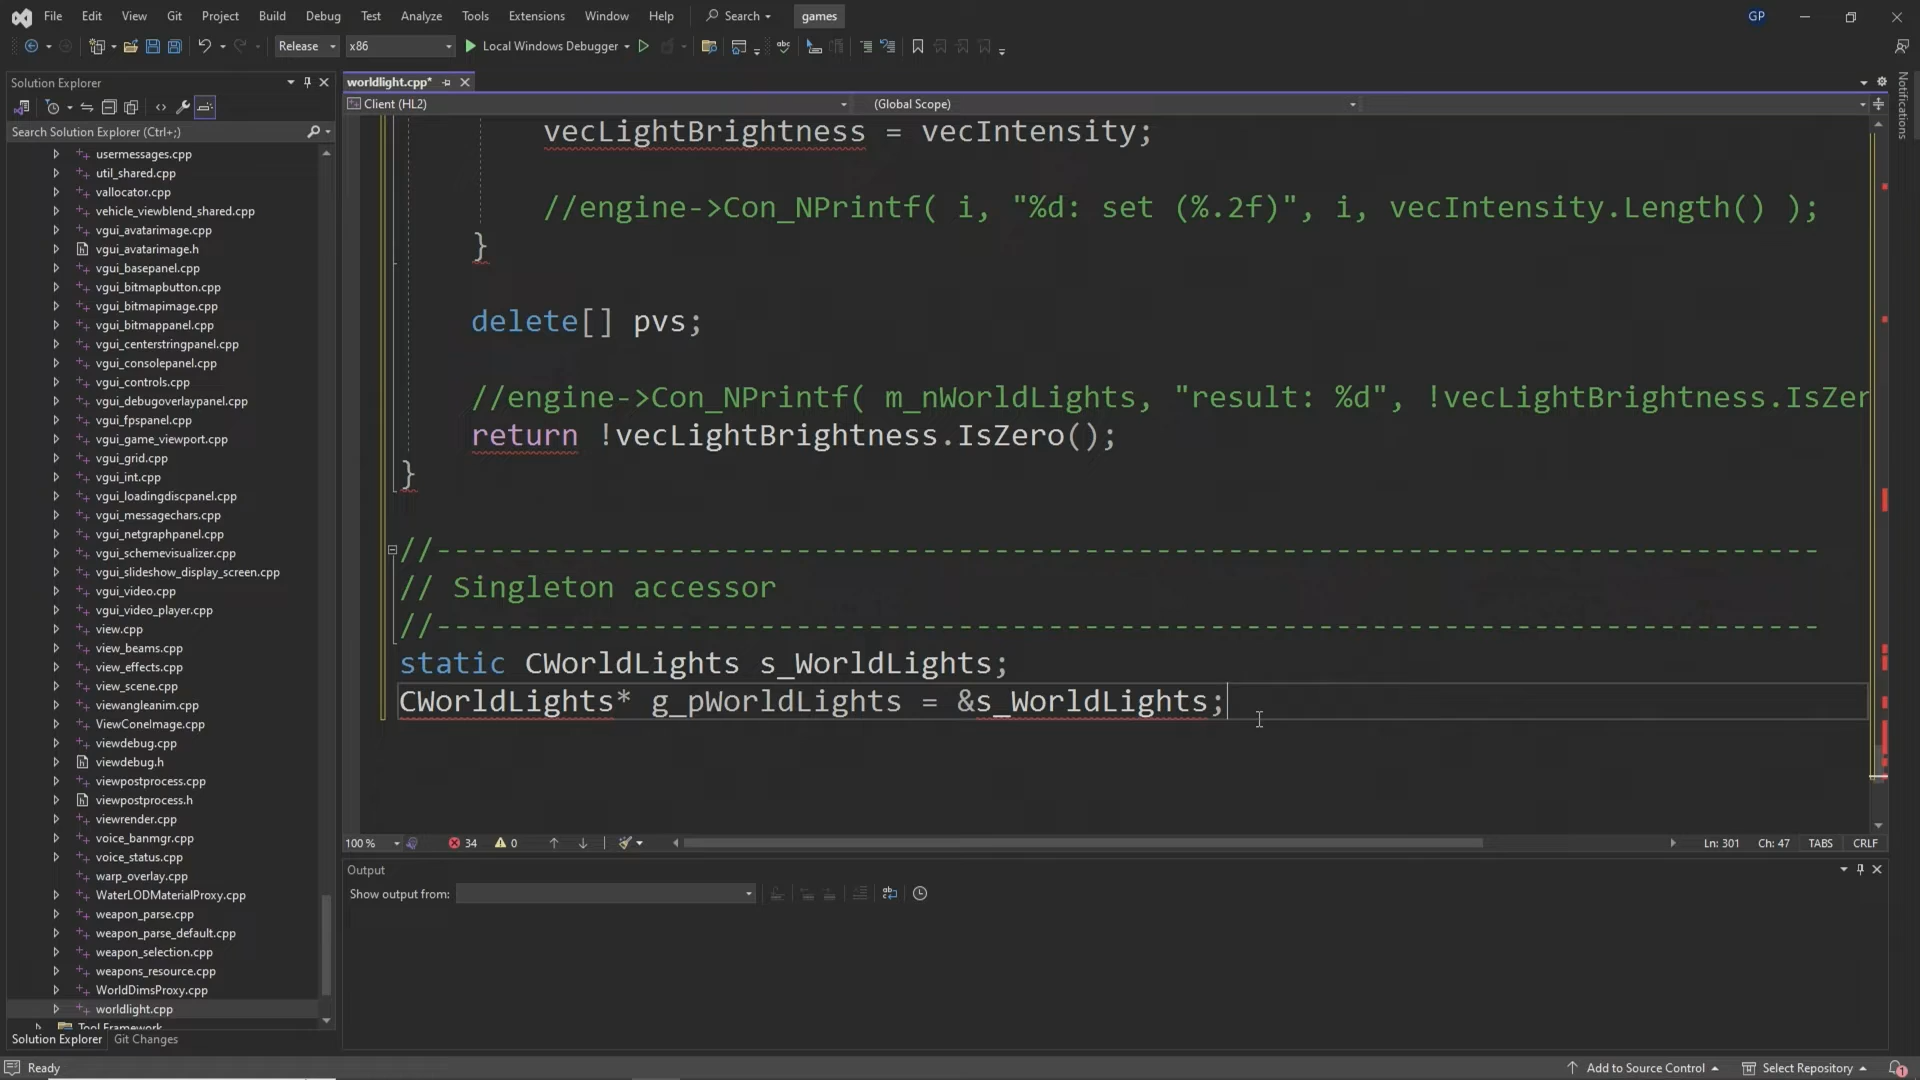 File Edit View Git Project Build Debug Test Analyze Tools Extensions Window Help Search games GP
Release x86 Local Windows Debugger
Solution Explorer
worldlight.cpp*
Client (HL2) (Global Scope)
Search Solution Explorer (Ctrl+;)
usermessages.cpp
util_shared.cpp
vallocator.cpp
vehicle_viewblend_shared.cpp
vgui_avatarimage.cpp
vgui_avatarimage.h
vgui_basepanel.cpp
vgui_bitmapbutton.cpp
vgui_bitmapimage.cpp
vgui_bitmappanel.cpp
vgui_centerstringpanel.cpp
vgui_consolepanel.cpp
vgui_controls.cpp
vgui_debugoverlaypanel.cpp
vgui_fpspanel.cpp
vgui_game_viewport.cpp
vgui_grid.cpp
vgui_int.cpp
vgui_loadingdiscpanel.cpp
vgui_messagechars.cpp
vgui_netgraphpanel.cpp
vgui_schemevisualizer.cpp
vgui_slideshow_display_screen.cpp
vgui_video.cpp
vgui_video_player.cpp
view.cpp
view_beams.cpp
view_effects.cpp
view_scene.cpp
viewangleanim.cpp
ViewConeImage.cpp
viewdebug.cpp
viewdebug.h
viewpostprocess.cpp
viewpostprocess.h
viewrender.cpp
voice_banmgr.cpp
voice_status.cpp
warp_overlay.cpp
WaterLODMaterialProxy.cpp
weapon_parse.cpp
weapon_parse_default.cpp
weapon_selection.cpp
weapons_resource.cpp
WorldDimsProxy.cpp
worldlight.cpp
Tool Framework
Solution Explorer Git Changes
vecLightBrightness = vecIntensity;
//engine->Con_NPrintf( i, "%d: set (%.2f)", i, vecIntensity.Length() );
}
delete[] pvs;
//engine->Con_NPrintf( m_nWorldLights, "result: %d", !vecLightBrightness.IsZer
return !vecLightBrightness.IsZero();
}
//-----------------------------------------------------------------------------
// Singleton accessor
//-----------------------------------------------------------------------------
static CWorldLights s_WorldLights;
CWorldLights* g_pWorldLights = &s_WorldLights;
100 % 34 0 Ln: 301 Ch: 47 TABS CRLF
Output
Show output from:
Notifications
Ready Add to Source Control Select Repository 1